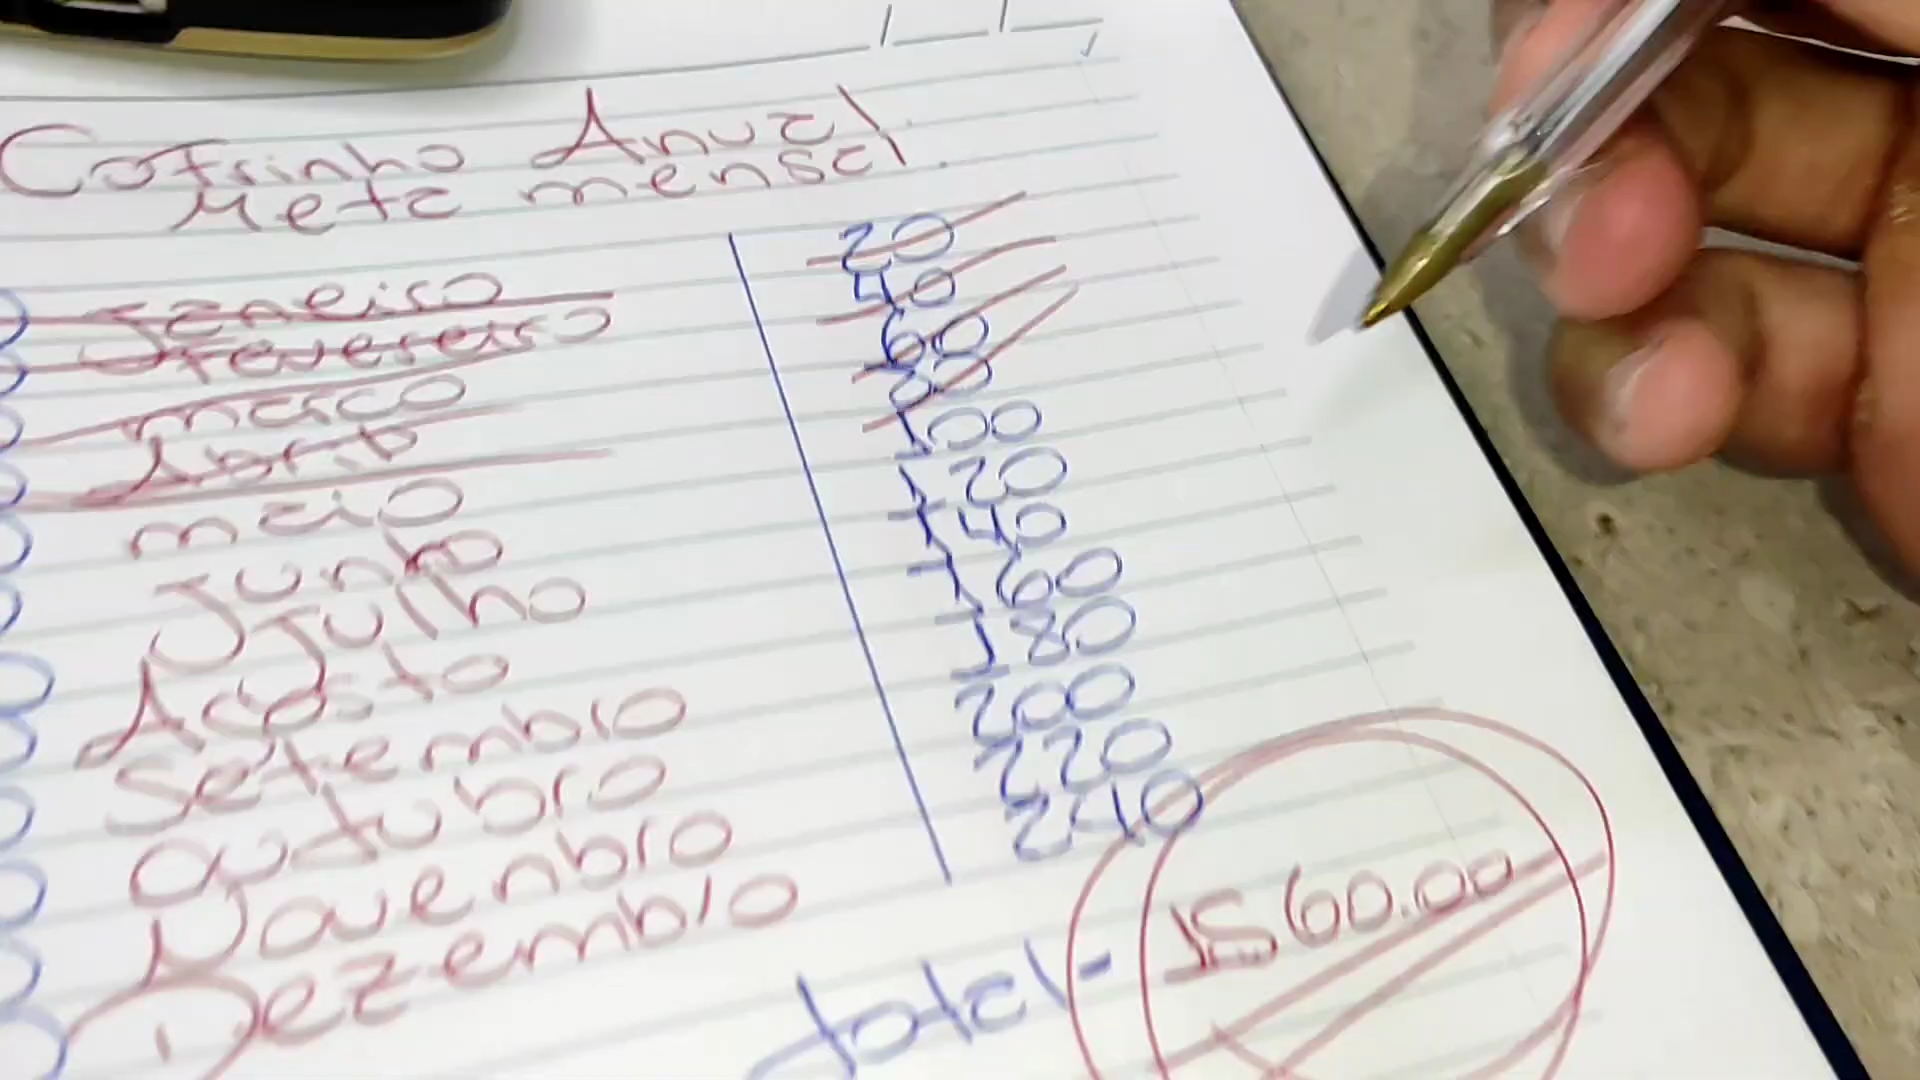 Cofrinho Anual
Meta mensal.
Janeiro 20
fevereiro 40
março 60
Abril 80
maio 100
Junho 120
Julho 140
Agosto 160
Setembro 180
Outubro 200
Novenbro 220
Dezembro 240
total- 1560.00